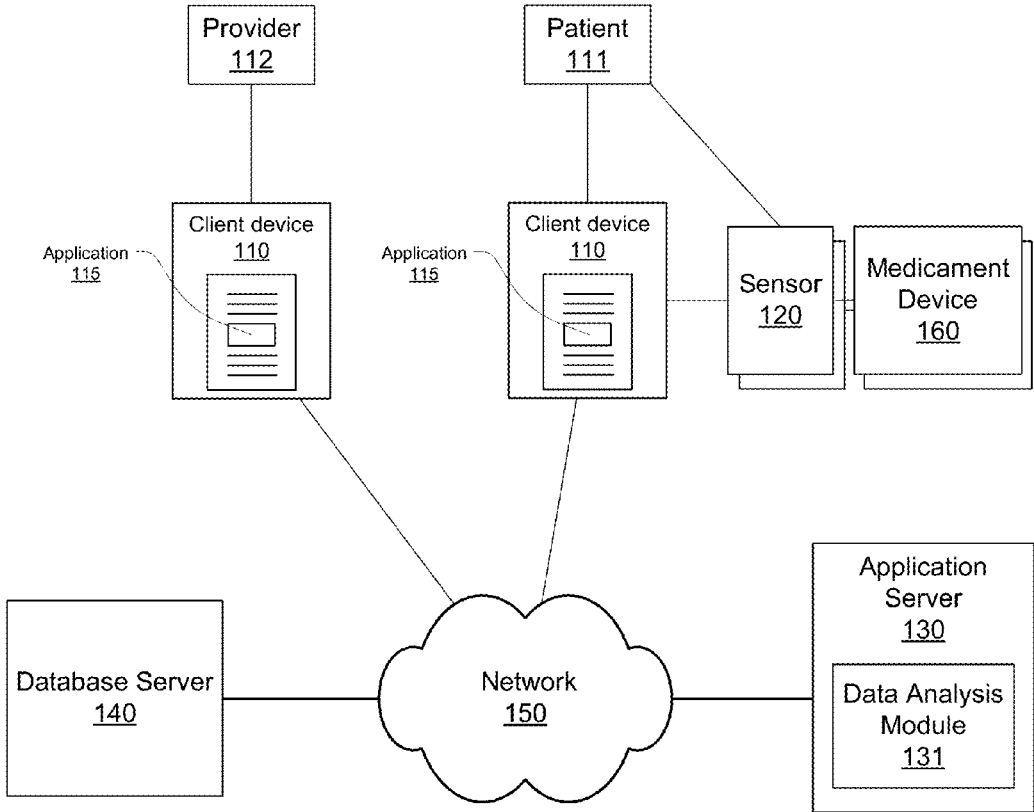 Provider
112
Patient
111
Client device
110
Application
115
Client device
110
Application
115
Sensor
120
Medicament
Device
160
Database Server
140
Network
150
Application
Server
130
Data Analysis
Module
131